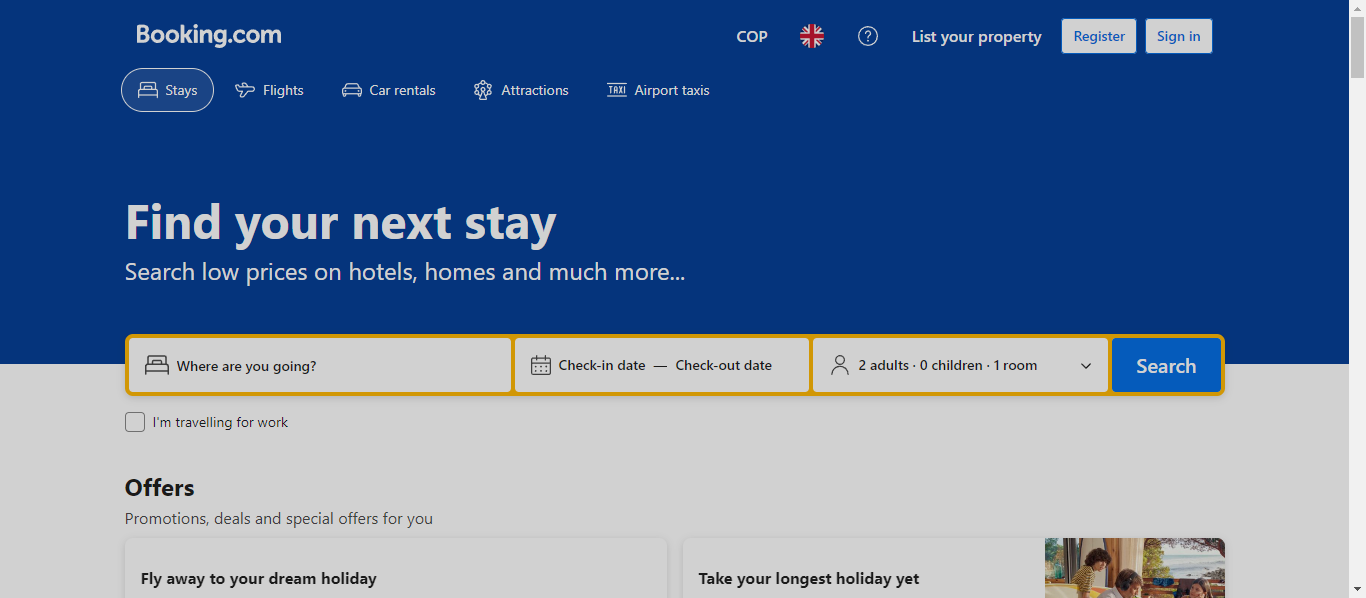 Booking.com
COP
List your property
Register
Sign in
Stays
Flights
Car rentals
Attractions
TAXI
Airport taxis
Find your next stay
Search low prices on hotels, homes and much more...
Where are you going?
Check-in date — Check-out date
2 adults · 0 children · 1 room
Search
I'm travelling for work
Offers
Promotions, deals and special offers for you
Fly away to your dream holiday
Take your longest holiday yet